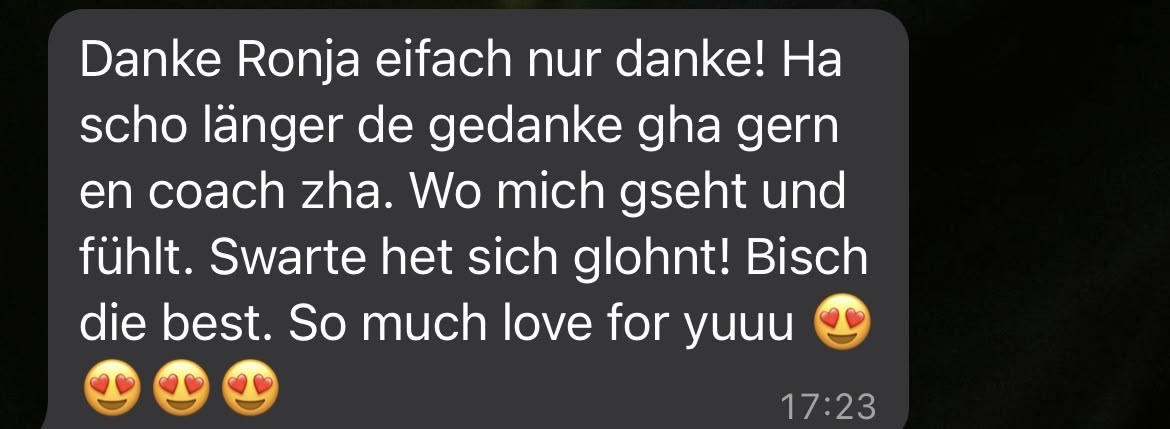 Danke Ronja eifach nur danke! Ha
scho länger de gedanke gha gern
en coach zha. Wo mich gseht und
fühlt. Swarte het sich glohnt! Bisch
die best. So much love for yuuu 😍
😍😍😍
17:23